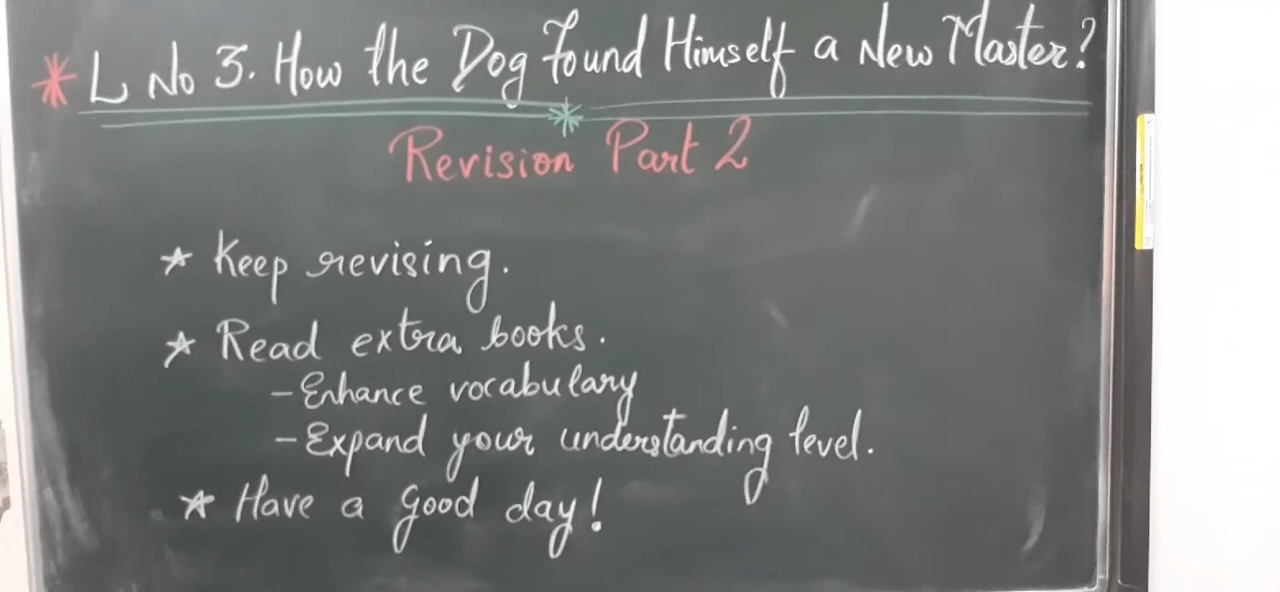 * L No 3. How the Dog Found Himself a New Master?
Revision Part 2
* Keep revising.
* Read extra books.
- Enhance vocabulary
- Expand your understanding level.
* Have a good day!